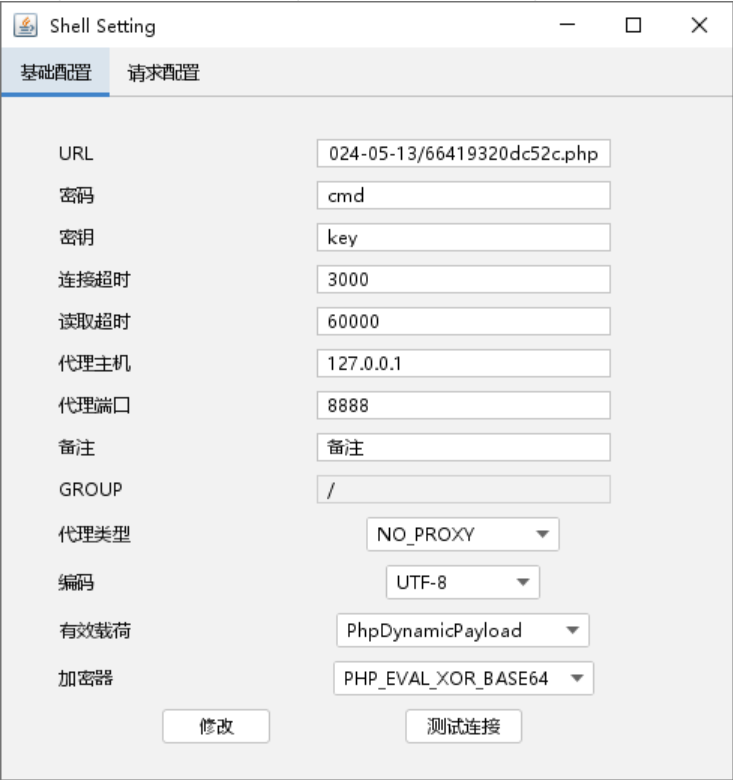 Shell Setting
基础配置 请求配置
URL 024-05-13/66419320dc52c.php
密码 cmd
密钥 key
连接超时 3000
读取超时 60000
代理主机 127.0.0.1
代理端口 8888
备注 备注
GROUP /
代理类型 NO_PROXY
编码 UTF-8
有效载荷 PhpDynamicPayload
加密器 PHP_EVAL_XOR_BASE64
修改 测试连接